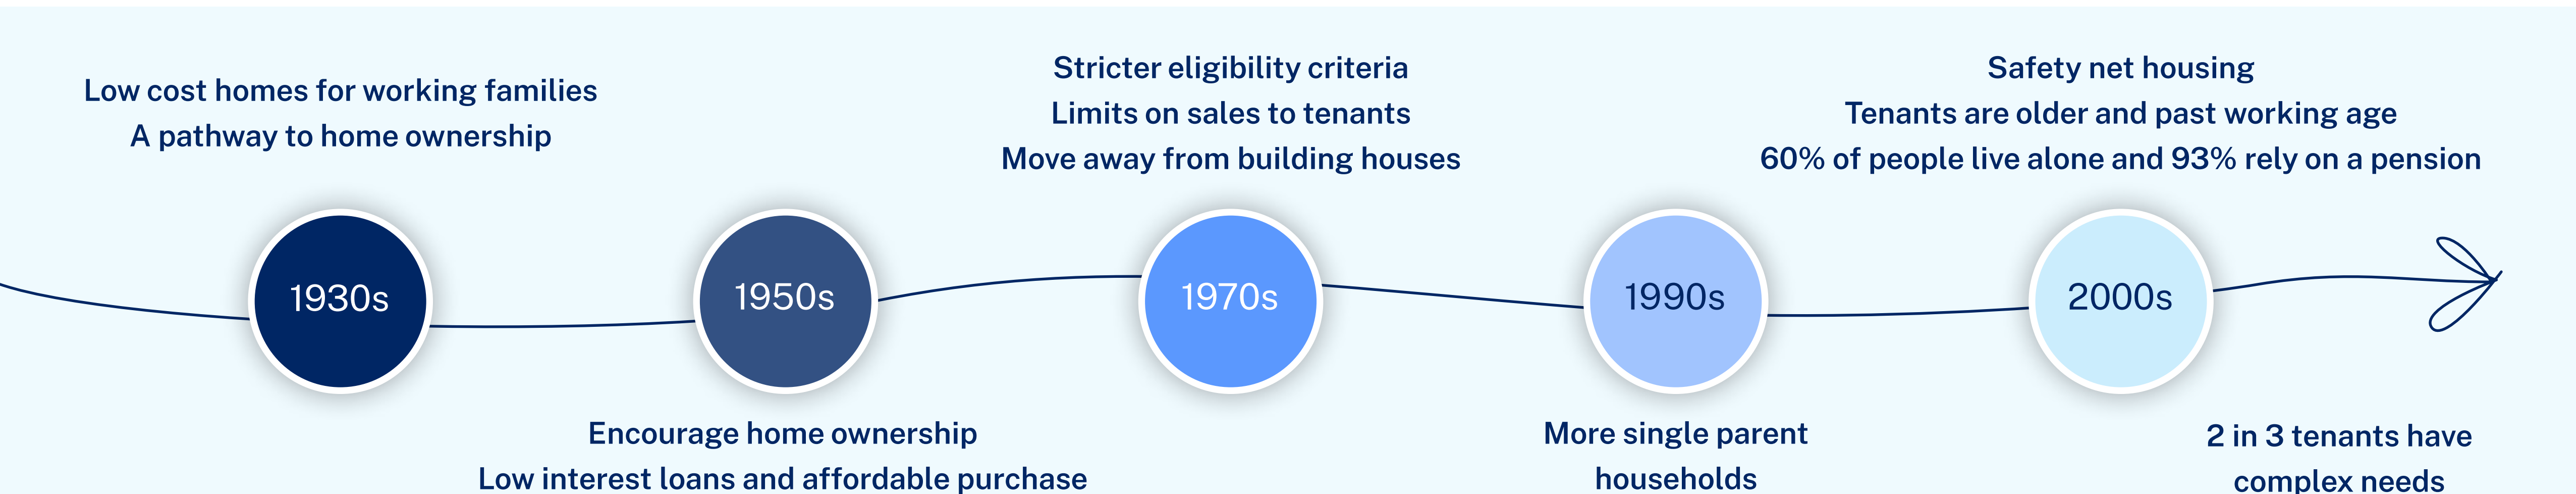 Low cost homes for working families
A pathway to home ownership
1930s
1950s
Encourage home ownership
Low interest loans and affordable purchase
Stricter eligibility criteria
Limits on sales to tenants
Move away from building houses
1970s
1990s
More single parent
households
Safety net housing
Tenants are older and past working age
60% of people live alone and 93% rely on a pension
2000s
2 in 3 tenants have
complex needs